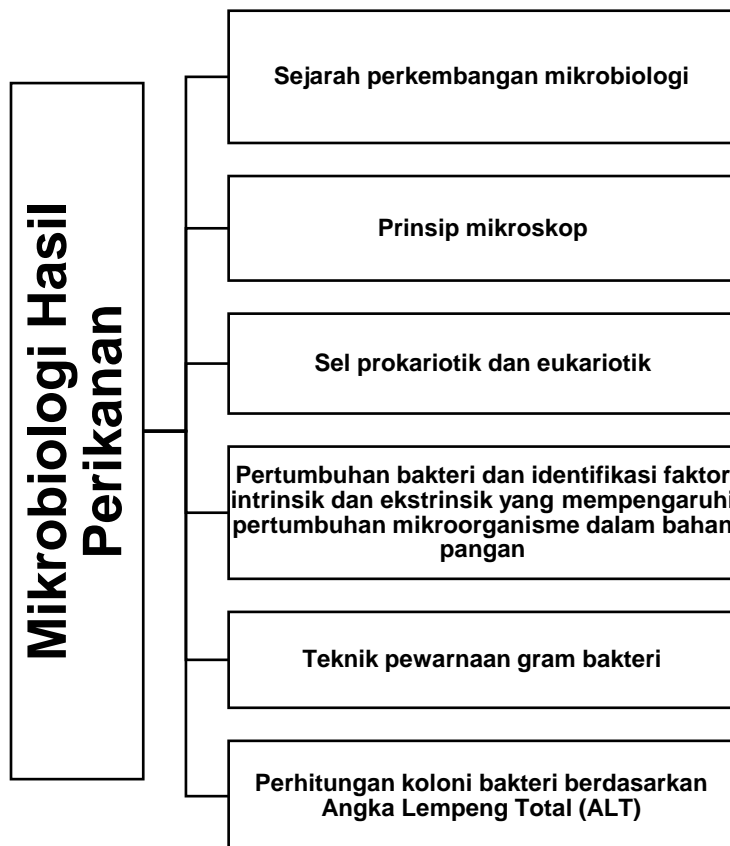 Mikrobiologi Hasil
Perikanan
Sejarah perkembangan mikrobiologi
Prinsip mikroskop
Sel prokariotik dan eukariotik
Pertumbuhan bakteri dan identifikasi faktor
intrinsik dan ekstrinsik yang mempengaruhi
pertumbuhan mikroorganisme dalam bahan
pangan
Teknik pewarnaan gram bakteri
Perhitungan koloni bakteri berdasarkan
Angka Lempeng Total (ALT)